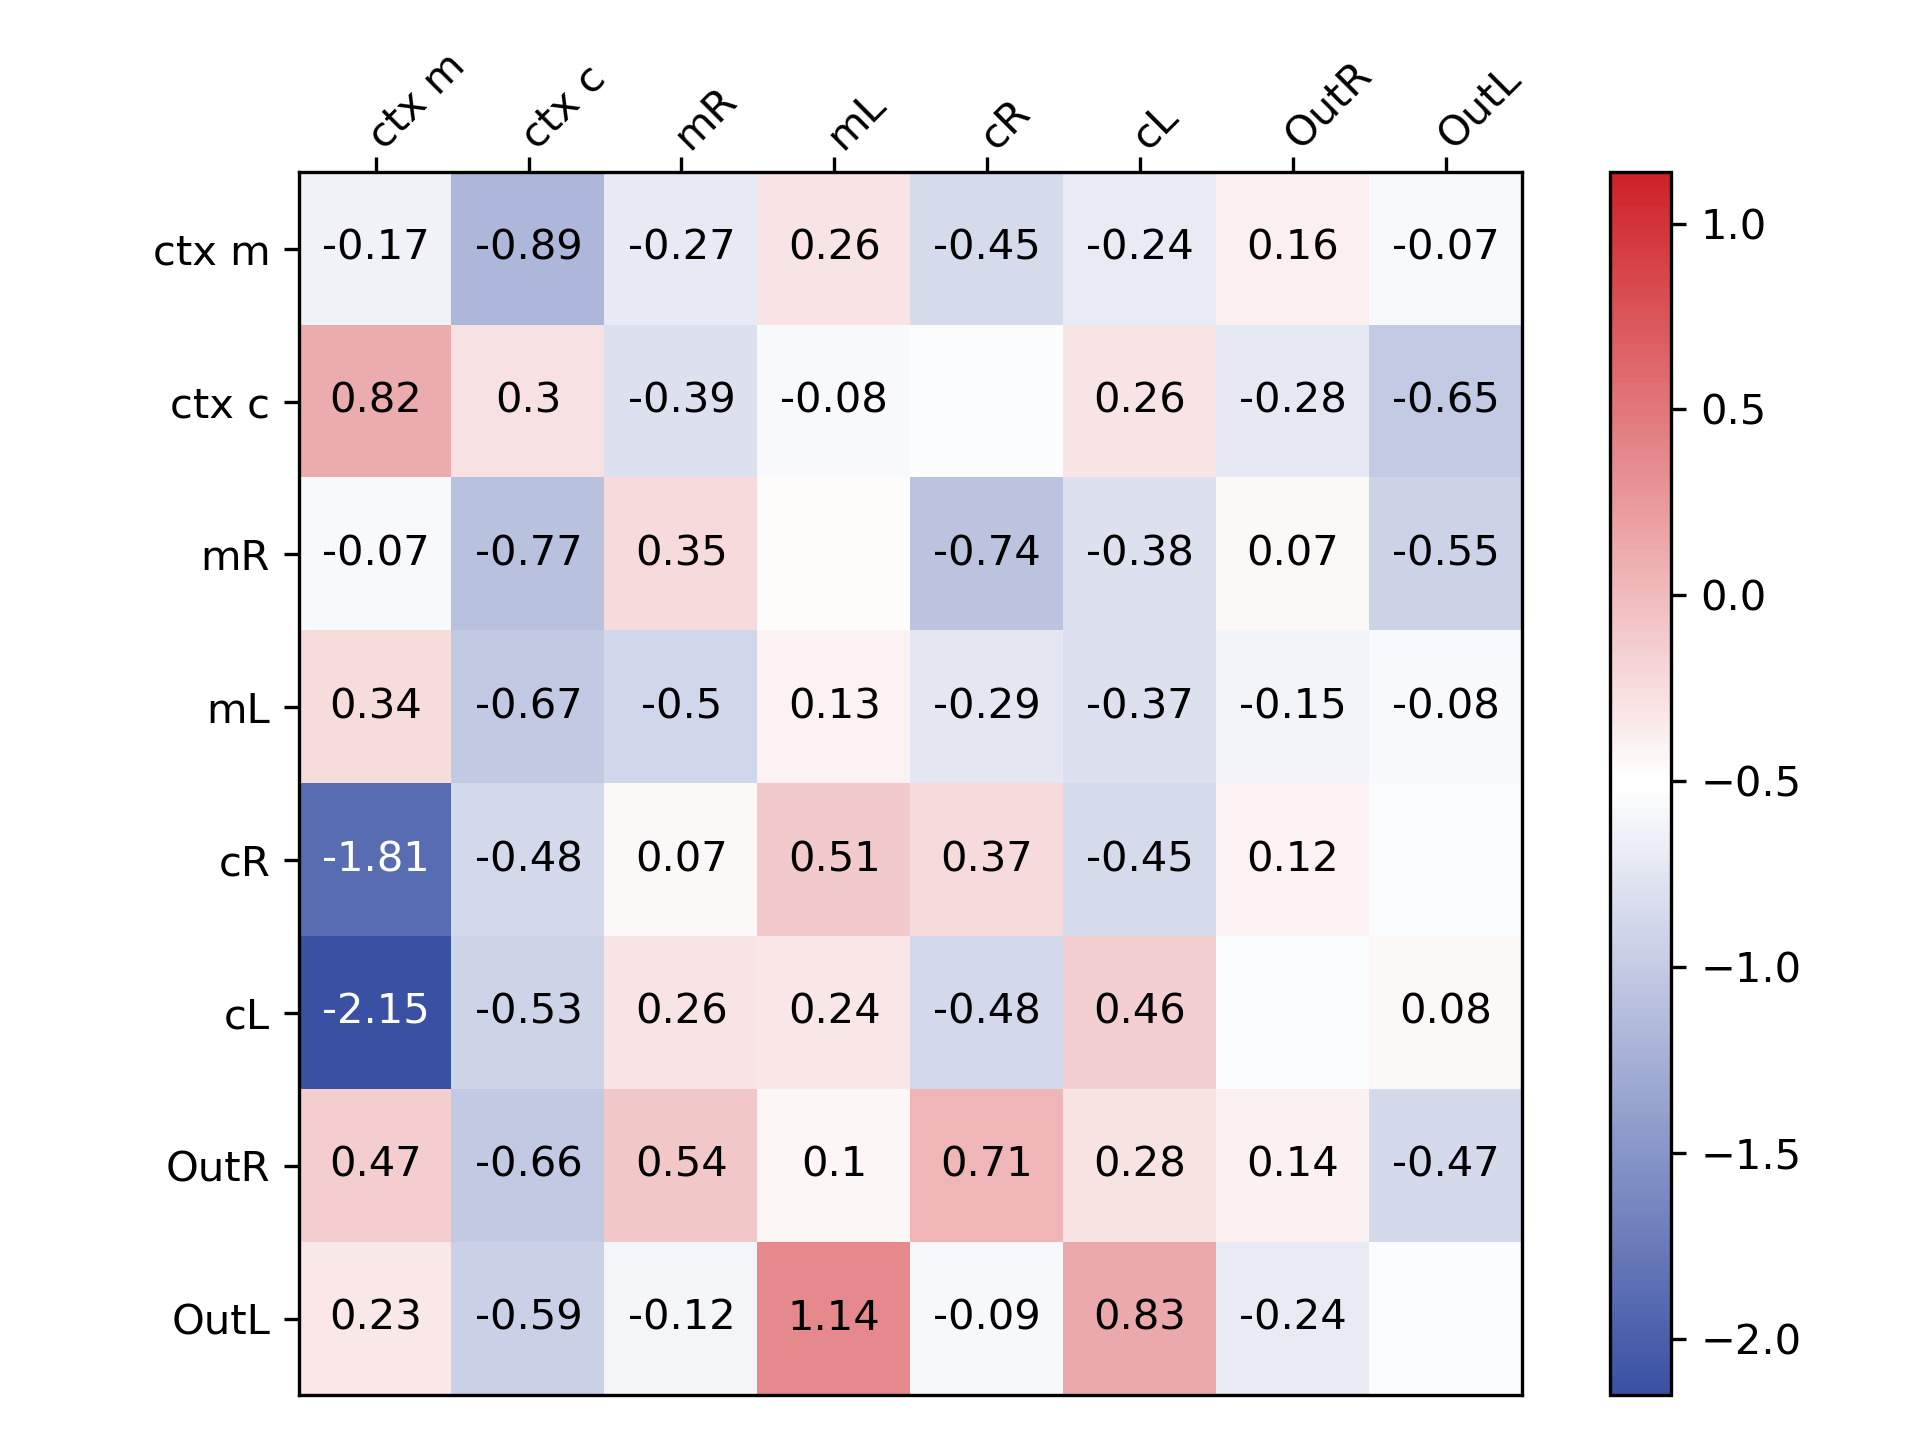 ctx m ctx c mR mL cR cL OutR OutL
ctx m -0.17 -0.89 -0.27 0.26 -0.45 -0.24 0.16 -0.07
ctx c 0.82 0.3 -0.39 -0.08 0.26 -0.28 -0.65
mR -0.07 -0.77 0.35 -0.74 -0.38 0.07 -0.55
mL 0.34 -0.67 -0.5 0.13 -0.29 -0.37 -0.15 -0.08
cR -1.81 -0.48 0.07 0.51 0.37 -0.45 0.12
cL -2.15 -0.53 0.26 0.24 -0.48 0.46 0.08
OutR 0.47 -0.66 0.54 0.1 0.71 0.28 0.14 -0.47
OutL 0.23 -0.59 -0.12 1.14 -0.09 0.83 -0.24
1.0
0.5
0.0
−0.5
−1.0
−1.5
−2.0